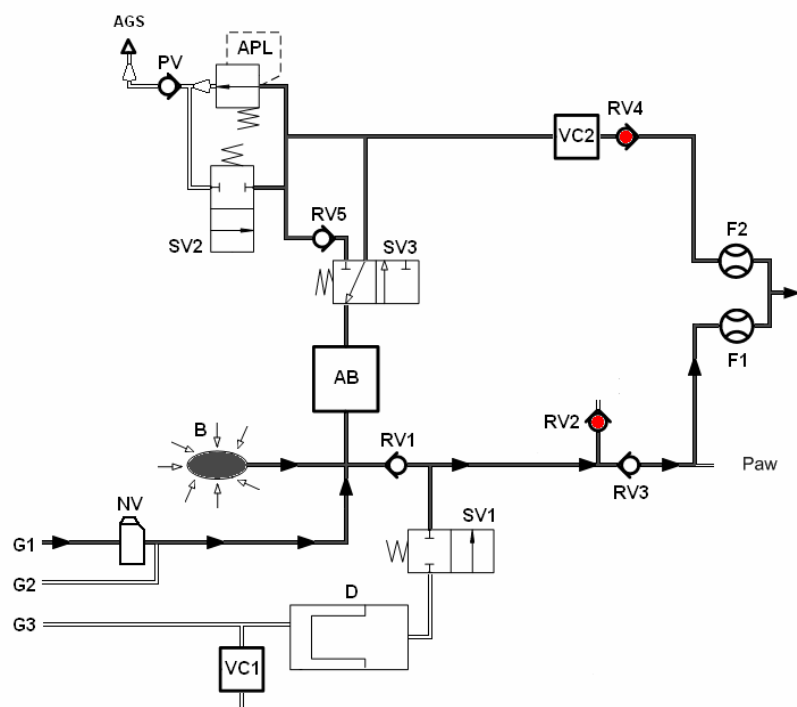 AGS
PV
APL
VC2
RV4
SV2
RV5
SV3
F2
F1
AB
B
RV1
RV2
RV3
Paw
NV
SV1
G1
G2
D
G3
VC1